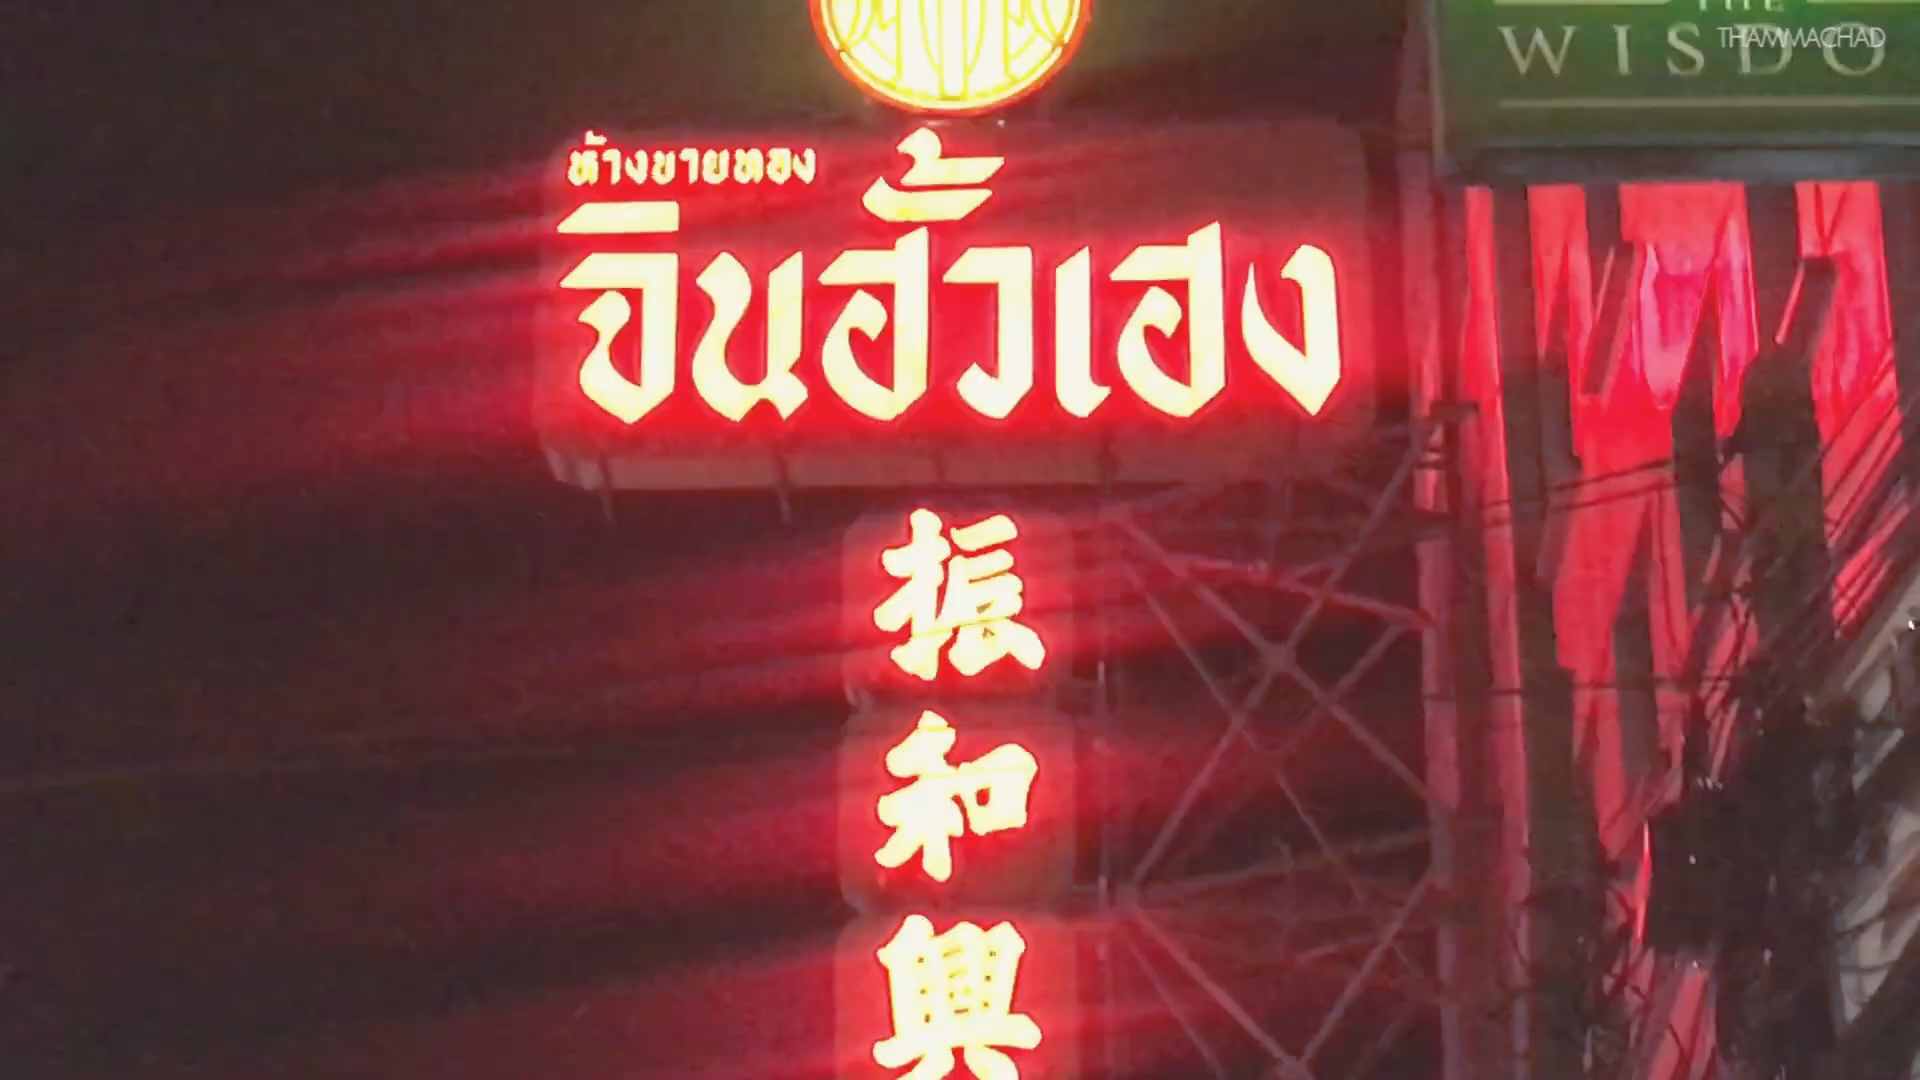 THE
WISDO
THAMMACHAD
ห้างขายทอง
จินฮั้วเฮง
振
和
興